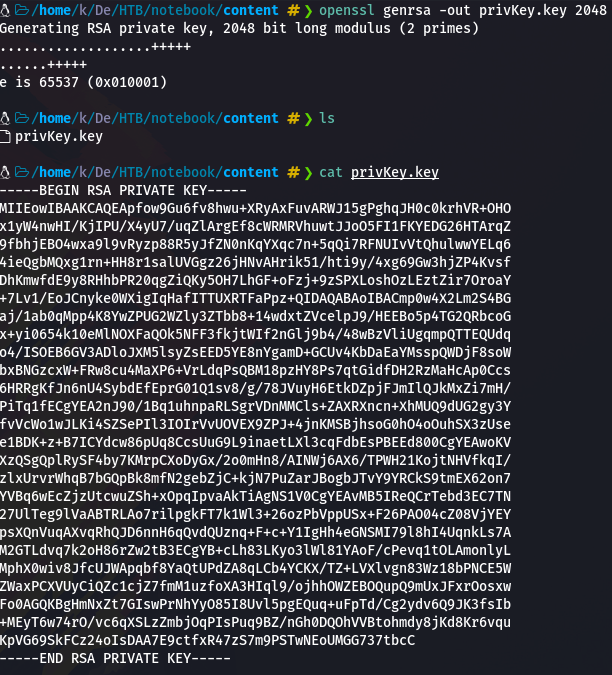 /home/k/De/HTB/notebook/content # ❯ openssl genrsa -out privKey.key 2048
Generating RSA private key, 2048 bit long modulus (2 primes)
...................+++++
......+++++
e is 65537 (0x010001)
/home/k/De/HTB/notebook/content # ❯ ls
privKey.key
/home/k/De/HTB/notebook/content # ❯ cat privKey.key
-----BEGIN RSA PRIVATE KEY-----
MIIEowIBAAKCAQEApfow9Gu6fv8hwu+XRyAxFuvARWJ15gPghqJH0c0krhVR+OHO
x1yW4nwHI/KjIPU/X4yU7/uqZlArgEf8cWRMRVhuwtJJoO5FI1FKYEDG26HTArqZ
9fbhjEBO4wxa9l9vRyzp88R5yJfZN0nKqYXqc7n+5qqi7RFNUIvVtQhulwwYELq6
4ieQgbMQxg1rn+HH8r1salUVGgz26jHNvAHrik51/hti9y/4xg69Gw3hjZP4Kvsf
DhKmwfdE9y8RHhbPR20qgZiQKy5OH7LhGF+oFzj+9zSPXLoshOzLEztZir7OroaY
+7Lv1/EoJCnyke0WXigIqHafITTUXRTFaPpz+QIDAQABAoIBACmp0w4X2Lm2S4BG
aj/1ab0qMpp4K8YwZPUG2WZly3ZTbb8+14wdxtZVcelpJ9/HEEBo5p4TG2QRbcoG
x+yi0654k10eMlNOXFaQOk5NFF3fkjtWIf2nGlj9b4/48wBzVliUgqmpQTTEQUdq
o4/ISOEB6GV3ADloJXM5lsyZsEED5YE8nYgamD+GCUv4KbDaEaYMsspQWDjF8soW
bxBNGzcxW+FRw8cu4MaXP6+VrLdqPsQBM18pzHY8Ps7qtGidfDH2RzMaHcAp0Ccs
6HRRgKfJn6nU4SybdEfEprG01Q1sv8/g/78JVuyH6EtkDZpjFJmIlQJkMxZi7mH/
PiTq1fECgYEA2nJ90/1Bq1uhnpaRLSgrVDnMMCls+ZAXRXncn+XhMUQ9dUG2gy3Y
fvVcWo1wJLKi4SZSePIl3IOIrVvUOVEX9ZPJ+4jnKMSBjhsoG0hO4oOuhSX3zUse
e1BDK+z+B7ICYdcw86pUq8CcsUuG9L9inaetLXl3cqFdbEsPBEEd800CgYEAwoKV
XzQSgQplRySF4by7KMrpCXoDyGx/2o0mHn8/AINWj6AX6/TPWH21KojtNHVfkqI/
zlxUrvrWhqB7bGQpBk8mfN2gebZjC+kjN7PuZarJBogbJTvY9YRCkS9tmEX62on7
YVBq6wEcZjzUtcwuZSh+xOpqIpvaAkTiAgNS1V0CgYEAvMB5IReQCrTebd3EC7TN
27UlTeg9lVaABTRLAo7rilpgkFT7k1Wl3+26ozPbVppUSx+F26PAO04cZ08VjYEY
psXQnVuqAXvqRhQJD6nnH6qQvdQUznq+F+c+Y1IgHh4eGNSMI79l8hI4UqnkLs7A
M2GTLdvq7k2oH86rZw2tB3ECgYB+cLh83LKyo3lWl81YAoF/cPevq1tOLAmonlyL
MphX0wiv8JfcUJWApqbf8YaQtUPdZA8qLCb4YCKX/TZ+LVXlvgn83Wz18bPNCE5W
ZWaxPCXVUyCiQZc1cjZ7fmM1uzfoXA3HIql9/ojhhOWZEBOQupQ9mUxJFxrOosxw
Fo0AGQKBgHmNxZt7GIswPrNhYyO85I8Uvl5pgEQuq+uFpTd/Cg2ydv6Q9JK3fsIb
+MEyT6w74rO/vc6qXSLzZmbjOqPIsPuq9BZ/nGh0DQOhVVBtohmdy8jKd8Kr6vqu
KpVG69SkFCz24oIsDAA7E9ctfxR47zS7m9PSTwNEoUMGG737tbcC
-----END RSA PRIVATE KEY-----